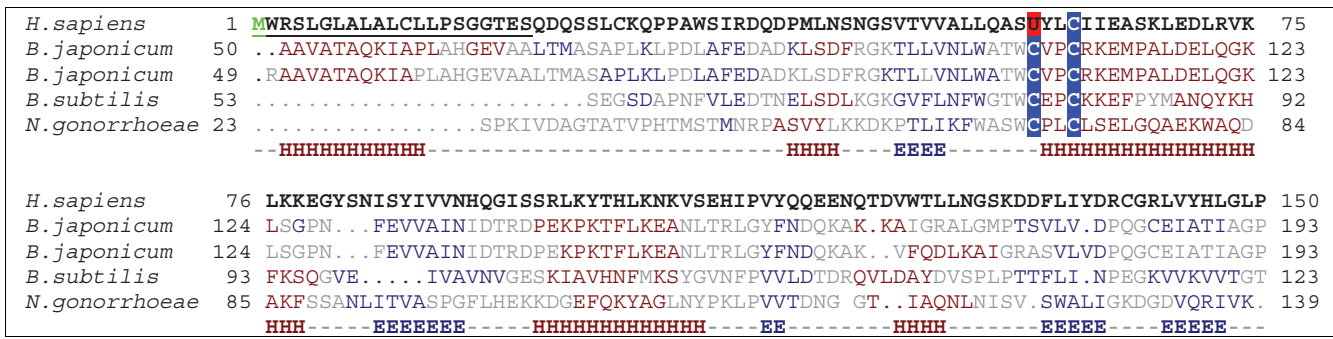 H.sapiens 1 MWRSLGLALALCLLPSGGTESQDQSSLCKQPPAWSIRDQDPMLNSNGSVTVVALLQASUYLCIIEASKLEDLRVK 75
B.japonicum 50 ..AAVATAQKIAPLAHGEVAALTMASAPLKLPDLAFEDADKLSDFRGKTLLVNLWATWCVPCRKEMPALDELQGK 123
B.japonicum 49 .RAAVATAQKIAPLAHGEVAALTMASAPLKLPDLAFEDADKLSDFRGKTLLVNLWATWCVPCRKEMPALDELQGK 123
B.subtilis 53 .........................SEGSDAPNFVLEDTNELSDLKGKGVFLNFWGTWCEPCKKEFPYMANQYKH 92
N.gonorrhoeae 23 .................SPKIVDAGTATVPHTMSTMNRPASVYLKKDKPTLIKFWASWCPLCLSELGQAEKWAQD 84
--HHHHHHHHHHH---------------------------HHHH----EEEE-------HHHHHHHHHHHHHHHH
H.sapiens 76 LKKEGYSNISYIVVNHQGISSRLKYTHLKNKVSEHIPVYQQEENQTDVWTLLNGSKDDFLIYDRCGRLVYHLGLP 150
B.japonicum 124 LSGPN...FEVVAINIDTRDPEKPKTFLKEANLTRLGYFNDQKAK.KAIGRALGMPTSVLV.DPQGCEIATIAGP 193
B.japonicum 124 LSGPN...FEVVAINIDTRDPEKPKTFLKEANLTRLGYFNDQKAK..VFQDLKAIGRASVLVDPQGCEIATIAGP 193
B.subtilis 93 FKSQGVE.....IVAVNVGESKIAVHNFMKSYGVNFPVVLDTDRQVLDAYDVSPLPTTFLI.NPEGKVVKVVTGT 123
N.gonorrhoeae 85 AKFSSANLITVASPGFLHEKKDGEFQKYAGLNYPKLPVVTDNG GT..IAQNLNISV.SWALIGKDGDVQRIVK. 139
HHH-----EEEEEEE-----HHHHHHHHHHHHH----EE--------HHHH-------EEEEE----EEEEE---